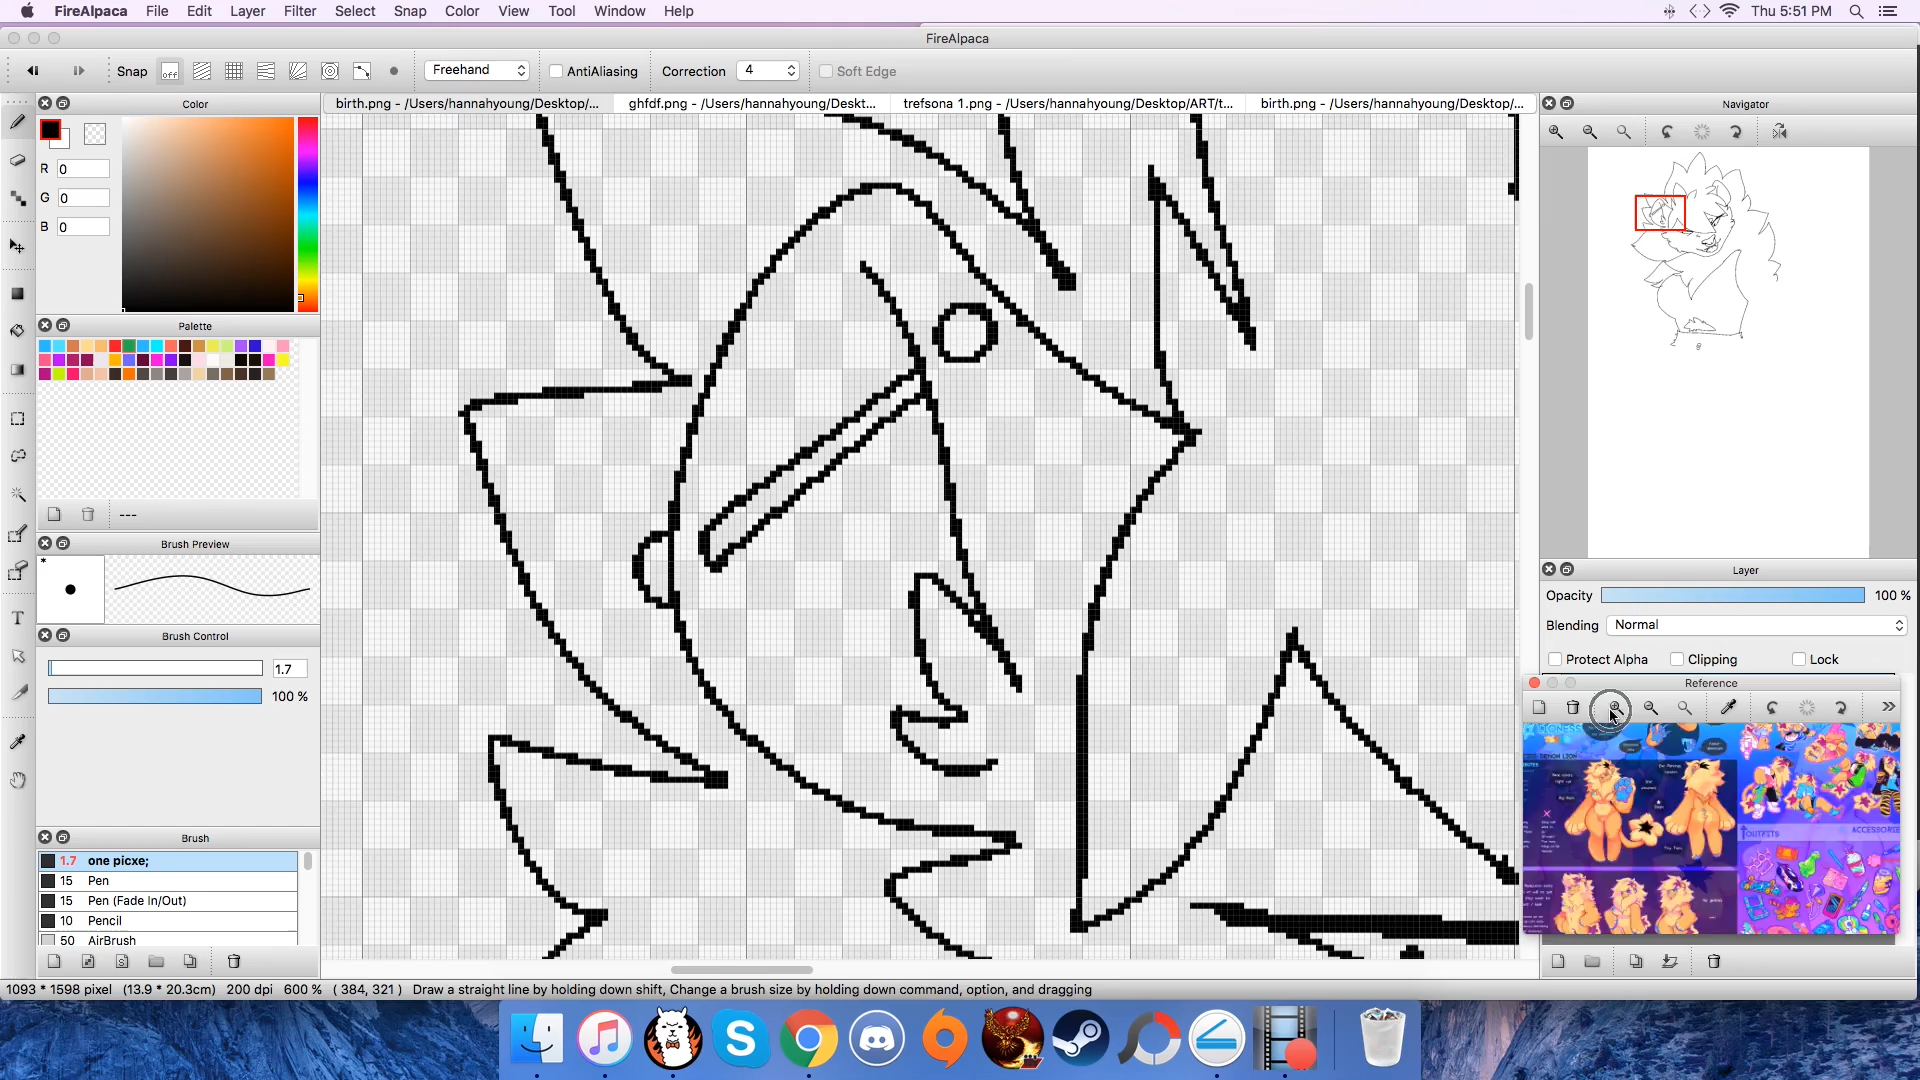 FireAlpaca File Edit Layer Filter Select Snap Color View Tool Window Help
Thu 5:51 PM
FireAlpaca
Snap
off
Freehand
AntiAliasing
Correction 4
Soft Edge
birth.png - /Users/hannahyoung/Desktop/...
ghfdf.png - /Users/hannahyoung/Deskt...
trefsona 1.png - /Users/hannahyoung/Desktop/ART/t...
birth.png - /Users/hannahyoung/Desktop/...
Color
R 0
G 0
B 0
Palette
---
Brush Preview
*
Brush Control
1.7
100 %
Brush
1.7 one picxe;
15 Pen
15 Pen (Fade In/Out)
10 Pencil
50 AirBrush
Navigator
Layer
Opacity 100 %
Blending Normal
Protect Alpha
Clipping
Lock
Reference
OUTFITS
1093 * 1598 pixel (13.9 * 20.3cm) 200 dpi 600 % ( 384, 321 ) Draw a straight line by holding down shift, Change a brush size by holding down command, option, and dragging